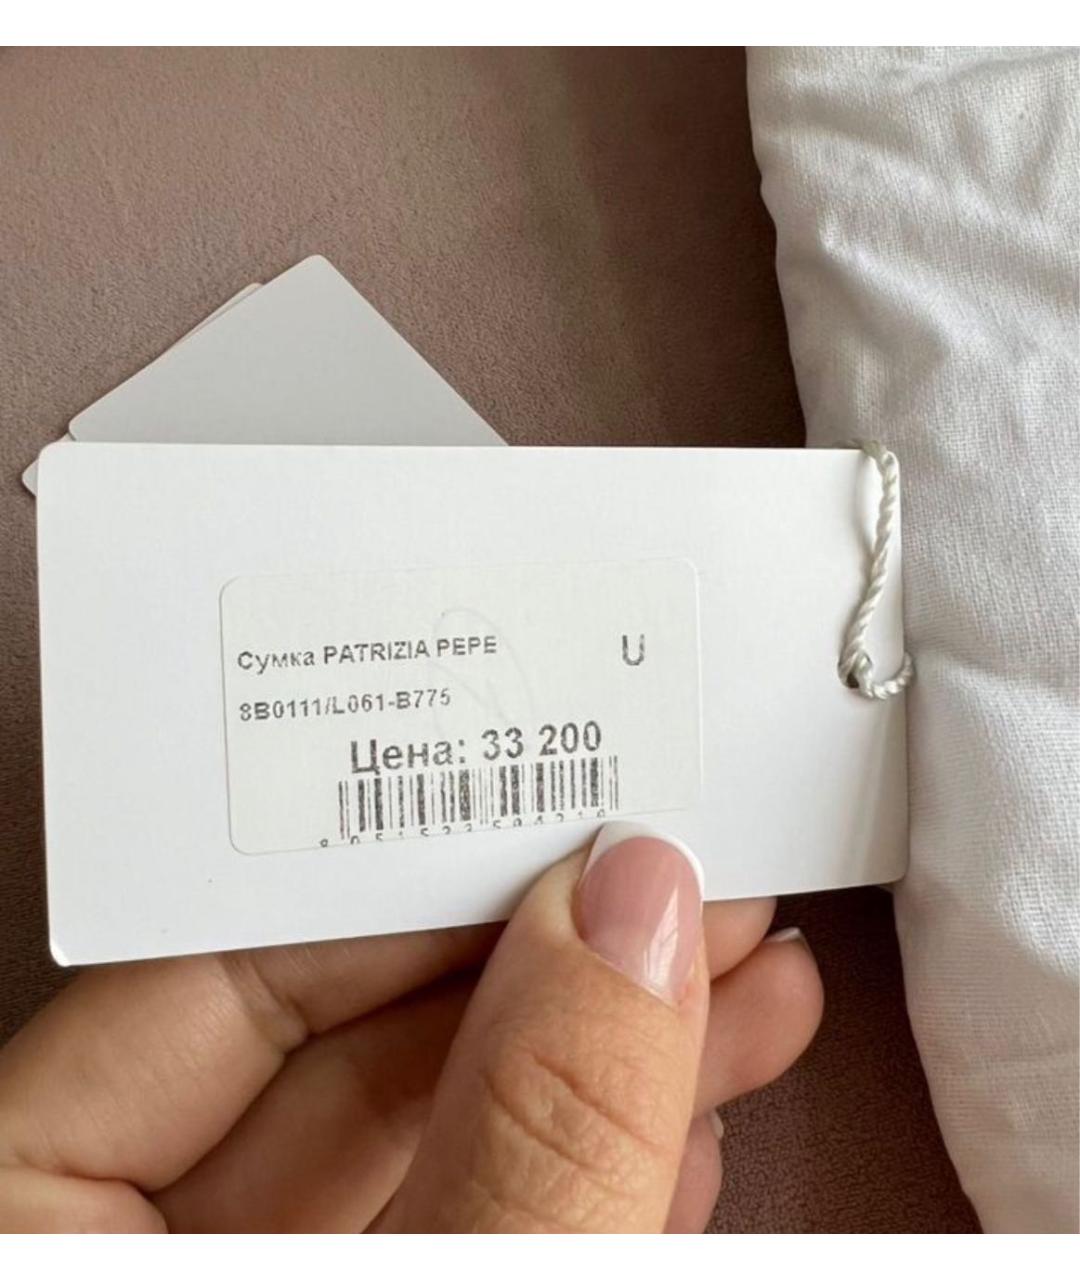 Сумка PATRIZIA PEPE U
8B0111/L061-B775
Цена: 33 200